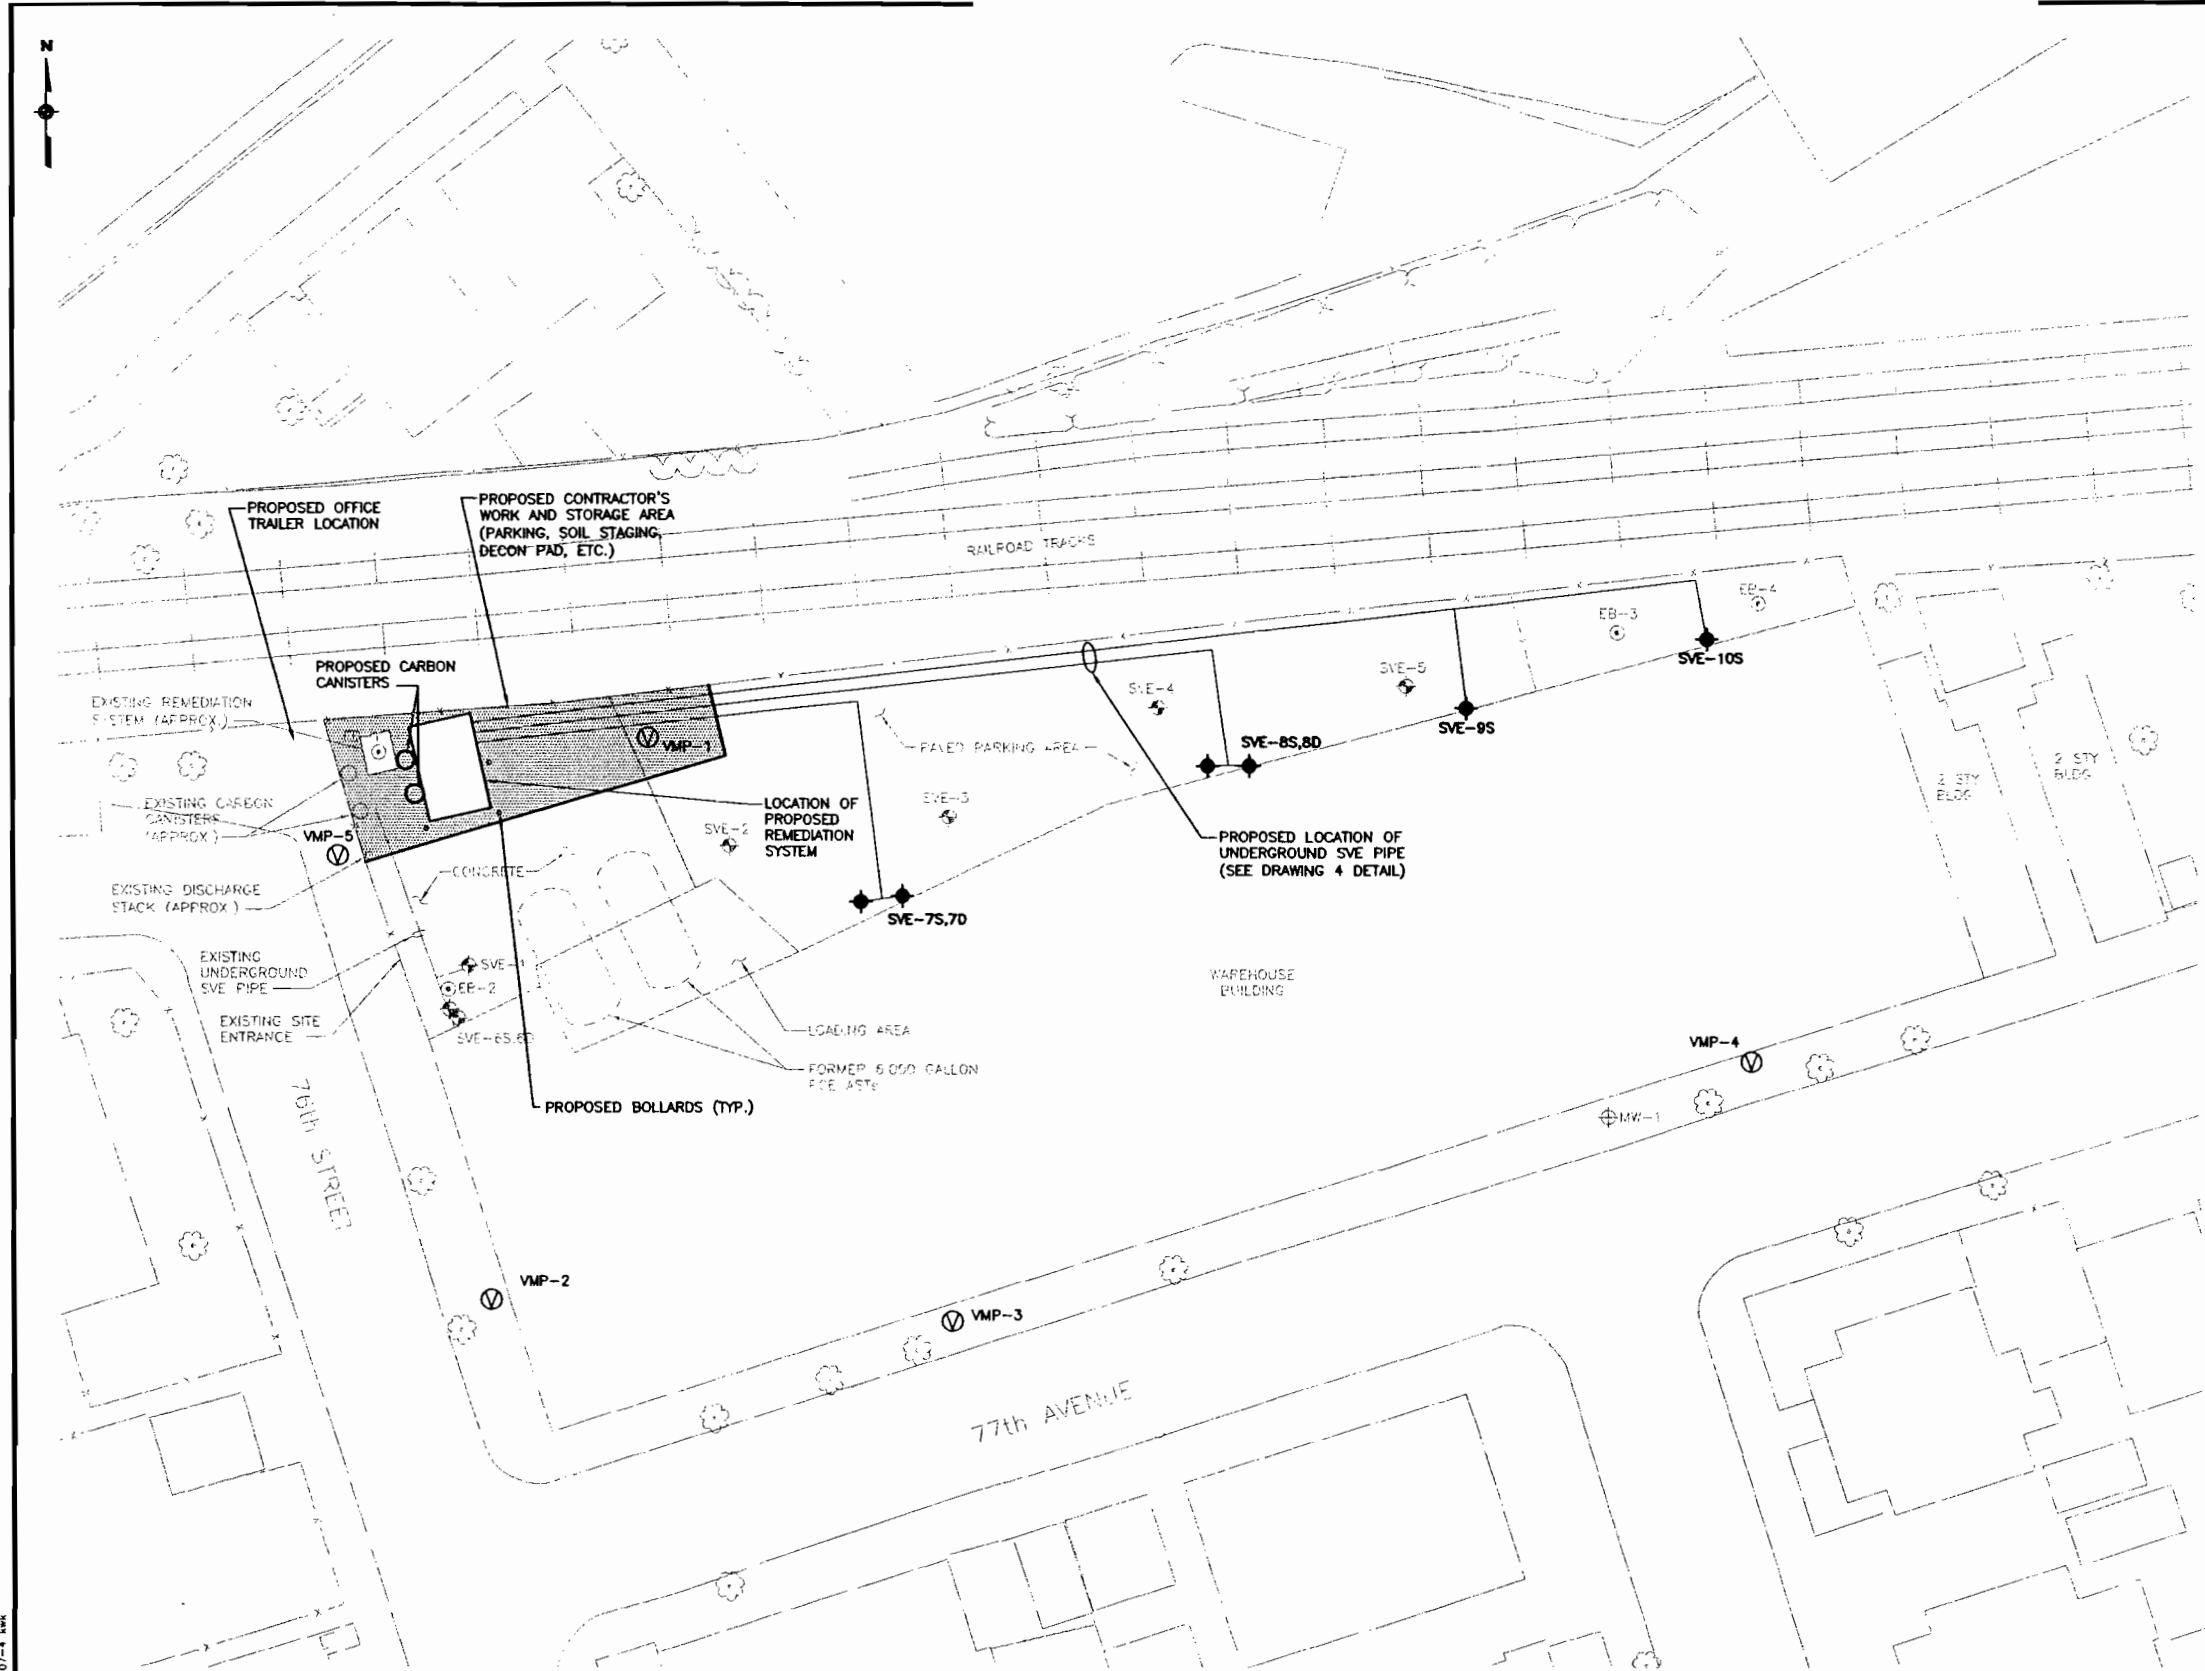 N
PROPOSED OFFICE
TRAILER LOCATION
PROPOSED CONTRACTOR'S
WORK AND STORAGE AREA
(PARKING, SOIL STAGING,
DECON PAD, ETC.)
RAILROAD TRACKS
PROPOSED CARBON
CANISTERS
EXISTING REMEDIATION
SYSTEM (APPROX.)
EB-4
EB-3
SVE-10S
SVE-5
SVE-4
SVE-9S
VMP-1
PAVED PARKING AREA
SVE-8S,8D
2 STY
BLDG
2 STY
BLDG
EXISTING CARBON
CANISTERS
(APPROX.)
VMP-5
LOCATION OF
PROPOSED
REMEDIATION
SYSTEM
SVE-3
SVE-2
PROPOSED LOCATION OF
UNDERGROUND SVE PIPE
(SEE DRAWING 4 DETAIL)
CONCRETE
EXISTING DISCHARGE
STACK (APPROX.)
SVE-7S,7D
EXISTING
UNDERGROUND
SVE PIPE
SVE-1
EB-2
WAREHOUSE
BUILDING
EXISTING SITE
ENTRANCE
SVE-6S,6D
LOADING AREA
FORMER 6,000 GALLON
PCE ASTs
VMP-4
MW-1
PROPOSED BOLLARDS (TYP.)
76th STREET
VMP-2
VMP-3
77th AVENUE